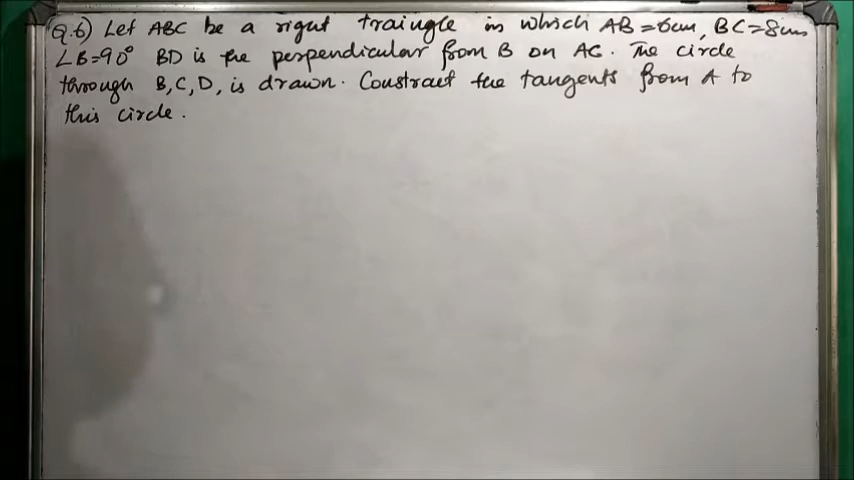 Q.6) Let ABC be a right traingle in which AB = 6cm, BC = 8cm
∠B = 90° BD is the perpendicular from B on AC. The circle
through B, C, D, is drawn. Construct the tangents from A to
this circle.